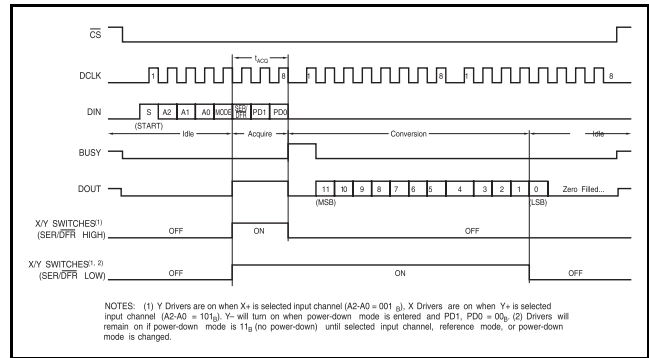 CS
tACQ
DCLK 1 8 1 8 1 8
DIN S A2 A1 A0 MODE SER/DFR PD1 PD0
(START)
Idle Acquire Conversion Idle
BUSY
DOUT 11 10 9 8 7 6 5 4 3 2 1 0 Zero Filled...
(MSB) (LSB)
X/Y SWITCHES(1)
(SER/DFR HIGH) OFF ON OFF
X/Y SWITCHES(1, 2)
(SER/DFR LOW) OFF ON OFF
NOTES: (1) Y Drivers are on when X+ is selected input channel (A2-A0 = 001B), X Drivers are on when Y+ is selected
input channel (A2-A0 = 101B). Y– will turn on when power-down mode is entered and PD1, PD0 = 00B. (2) Drivers will
remain on if power-down mode is 11B (no power-down) until selected input channel, reference mode, or power-down
mode is changed.